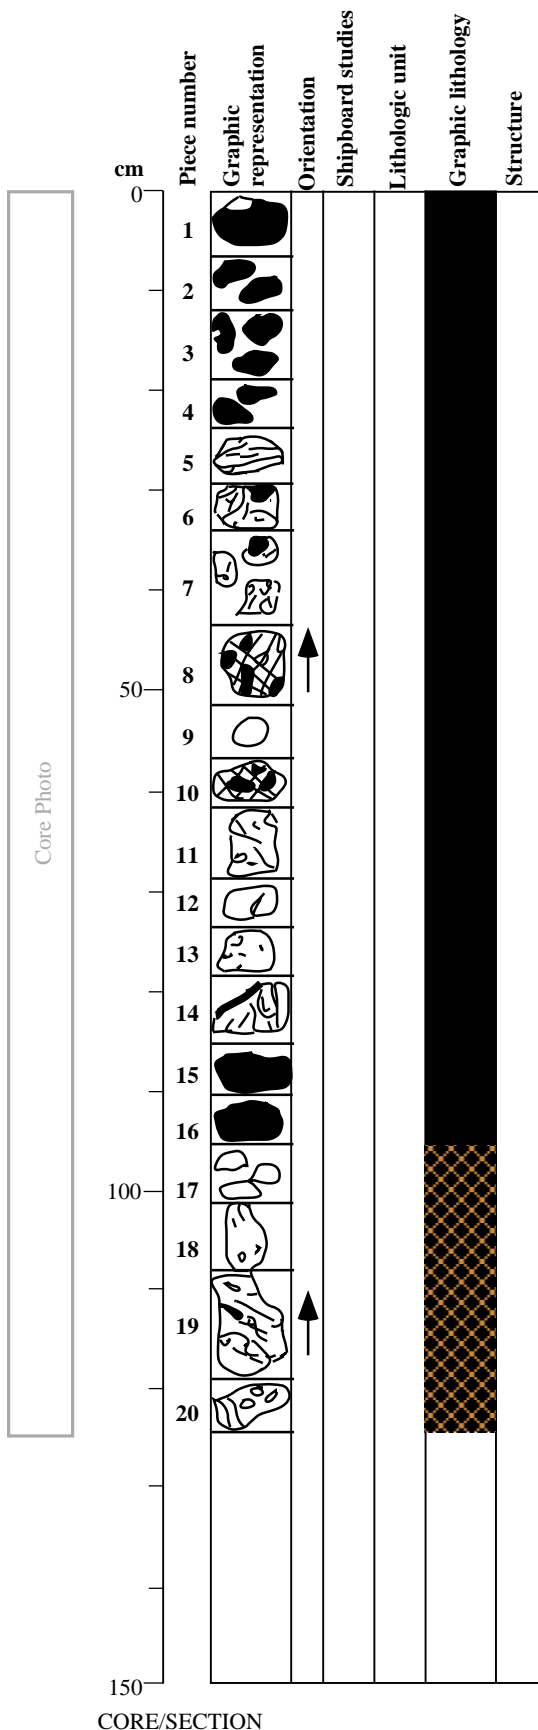 cm
Piece number
Graphic
representation
Orientation
Shipboard studies
Lithologic unit
Graphic lithology
Structure
0
1
2
3
4
5
6
7
8
50
9
Core Photo
10
11
12
13
14
15
16
100
17
18
19
20
150
CORE/SECTION